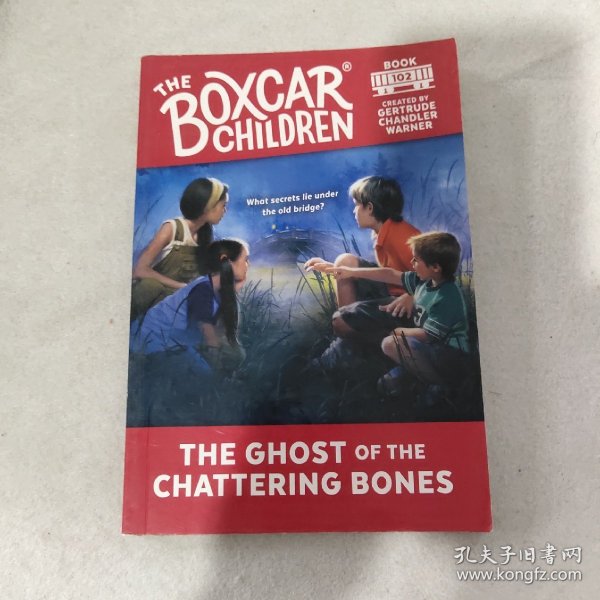 THE
BOXCAR®
CHILDREN
BOOK
102
CREATED BY
GERTRUDE
CHANDLER
WARNER
What secrets lie under
the old bridge?
3
THE GHOST OF THE
CHATTERING BONES
孔夫子旧书网
www.kongfz.com